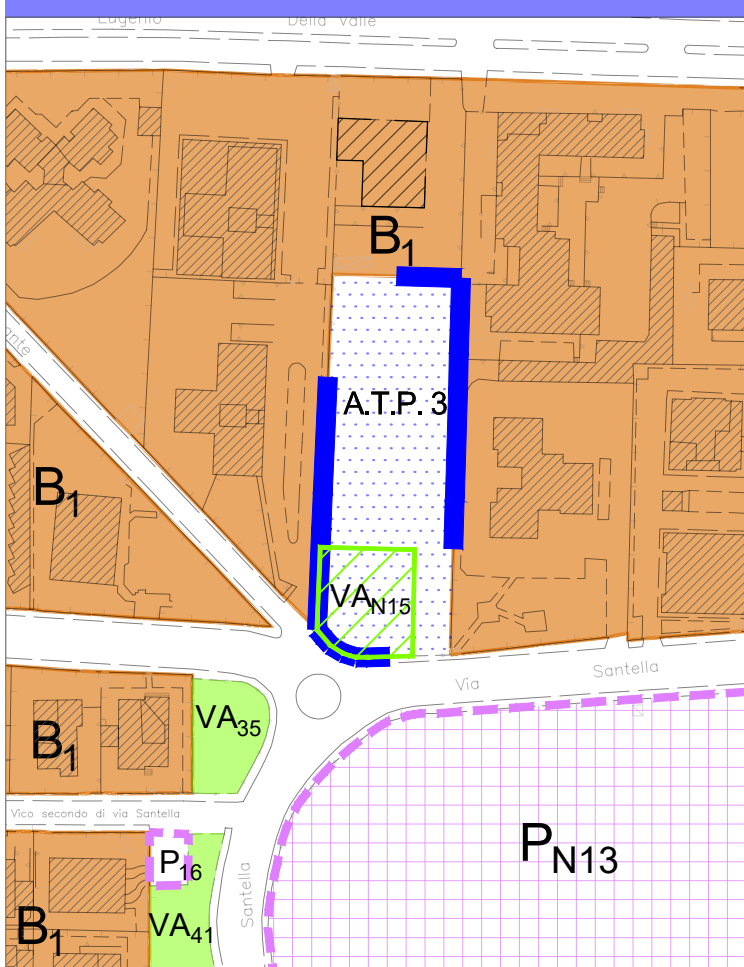 Eugenio Della Valle
B1
ante
A.T.P. 3
B1
VAN15
Via Santella
VA35
B1
Vico secondo di via Santella
PN13
P16
Santella
VA41
B1